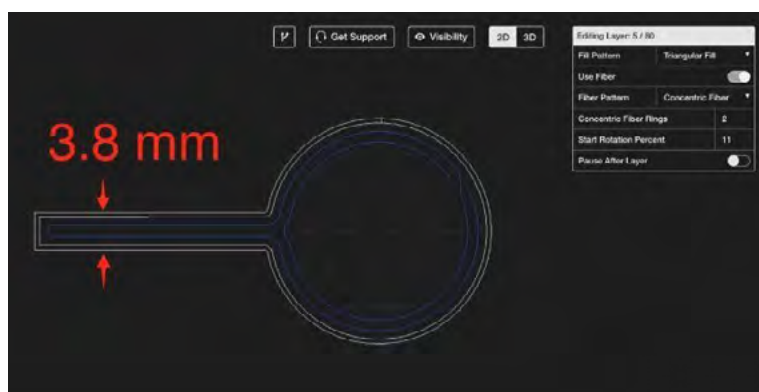 Get Support
Visibility
2D 3D
Editing Layer: 5 / 80
Fill Pattern Triangular Fill
Use Fiber
Fiber Pattern Concentric Fiber
Concentric Fiber Rings 2
Start Rotation Percent 11
Pause After Layer
3.8 mm